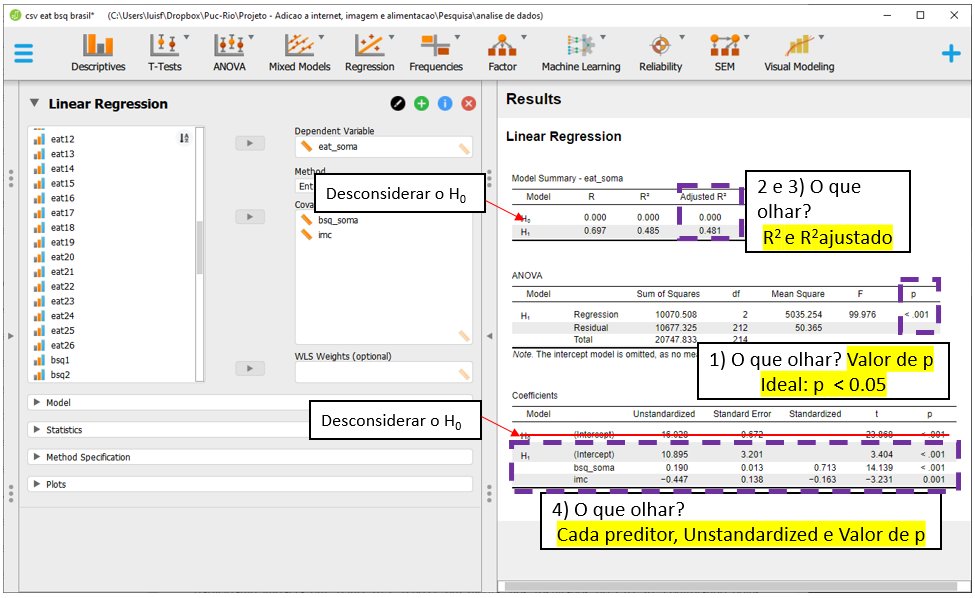 csv eat bsq brasil* (C:\Users\luisf\Dropbox\Puc-Rio\Projeto - Adicao a internet, imagem e alimentacao\Pesquisa\analise de dados)
Descriptives T-Tests ANOVA Mixed Models Regression Frequencies Factor Machine Learning Reliability SEM Visual Modeling
Linear Regression
eat12
eat13
eat14
eat15
eat16
eat17
eat18
eat19
eat20
eat21
eat22
eat23
eat24
eat25
eat26
bsq1
bsq2
Dependent Variable
eat_soma
Method
Ent
Cova
bsq_soma
imc
WLS Weights (optional)
Model
Statistics
Method Specification
Plots
Desconsiderar o H0
Desconsiderar o H0
Results
Linear Regression
Model Summary - eat_soma
Model R R² Adjusted R²
H₀ 0.000 0.000 0.000
H₁ 0.697 0.485 0.481
2 e 3) O que
olhar?
R2 e R2ajustado
ANOVA
Model Sum of Squares df Mean Square F p
H₁ Regression 10070.508 2 5035.254 99.976 < .001
Residual 10677.325 212 50.365
Total 20747.833 214
Note. The intercept model is omitted, as no mea
1) O que olhar? Valor de p
Ideal: p < 0.05
Coefficients
Model Unstandardized Standard Error Standardized t p
H₀ (Intercept) 16.028 0.672 23.868 < .001
H₁ (Intercept) 10.895 3.201 3.404 < .001
bsq_soma 0.190 0.013 0.713 14.139 < .001
imc −0.447 0.138 −0.163 −3.231 0.001
4) O que olhar?
Cada preditor, Unstandardized e Valor de p